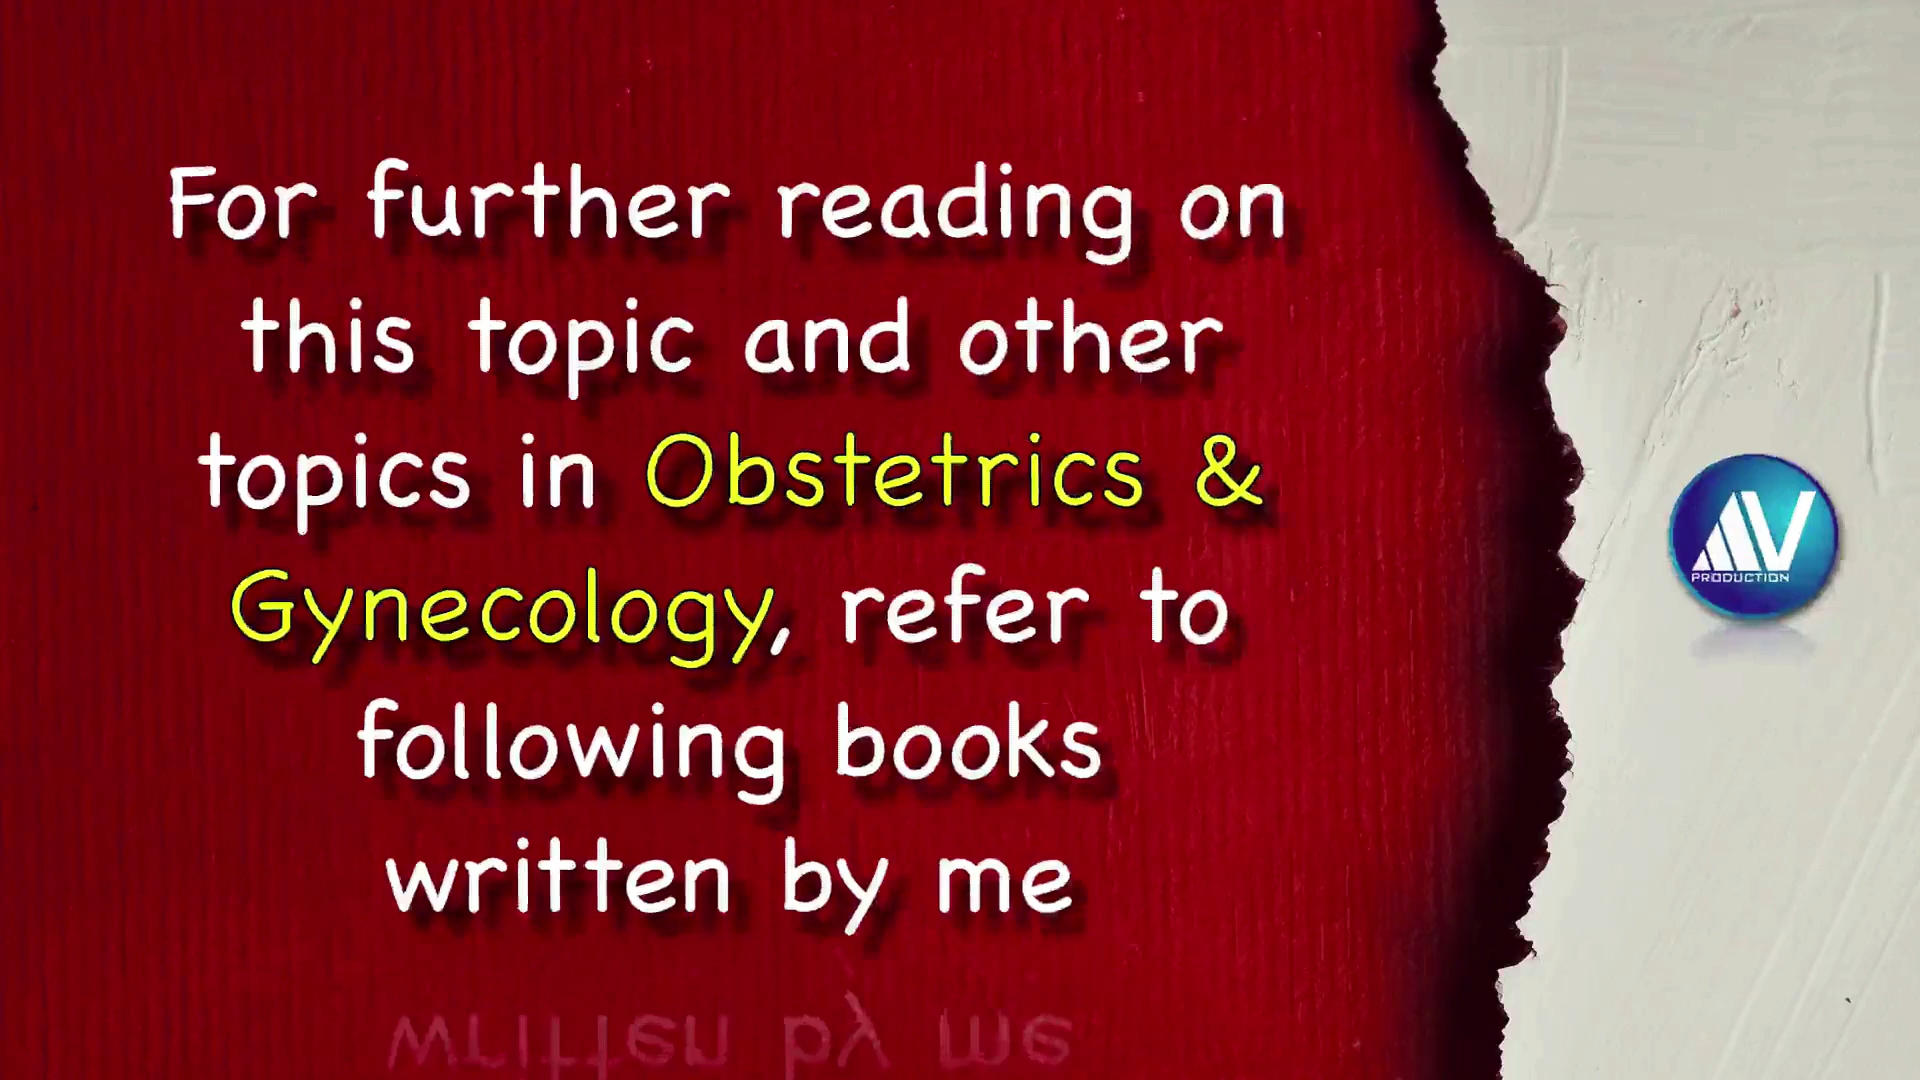 For further reading on
this topic and other
topics in Obstetrics &
Gynecology, refer to
following books
written by me
AV
PRODUCTION